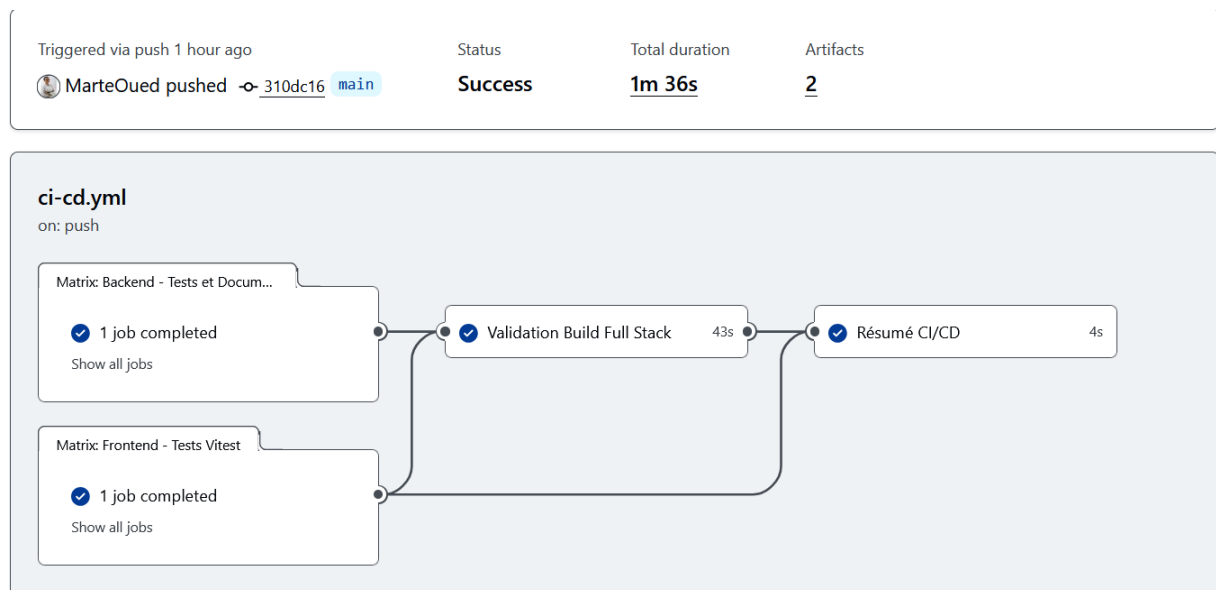 Triggered via push 1 hour ago
MarteOued pushed 310dc16 main
Status
Success
Total duration
1m 36s
Artifacts
2
ci-cd.yml
on: push
Matrix: Backend - Tests et Docum...
1 job completed
Show all jobs
Validation Build Full Stack 43s
Résumé CI/CD 4s
Matrix: Frontend - Tests Vitest
1 job completed
Show all jobs